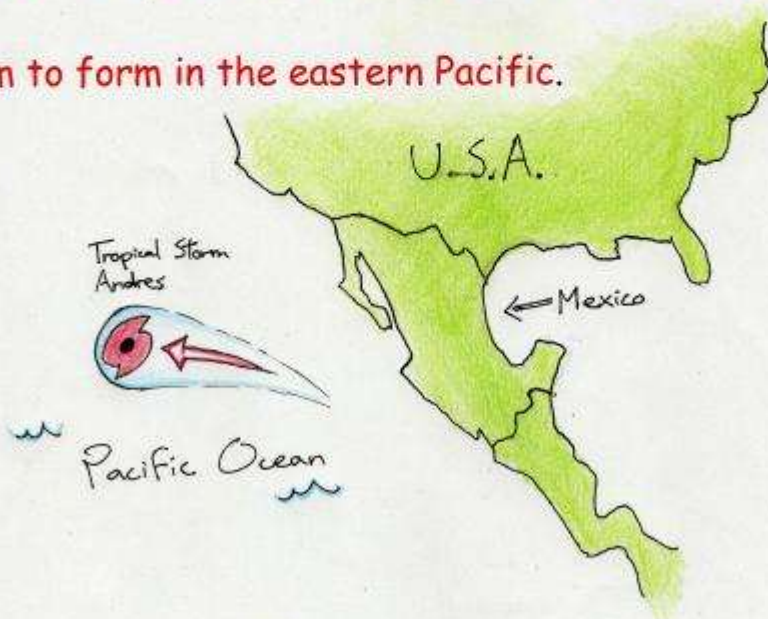 n to form in the eastern Pacific.
U.S.A.
Tropical Storm
Andres
Mexico
Pacific Ocean